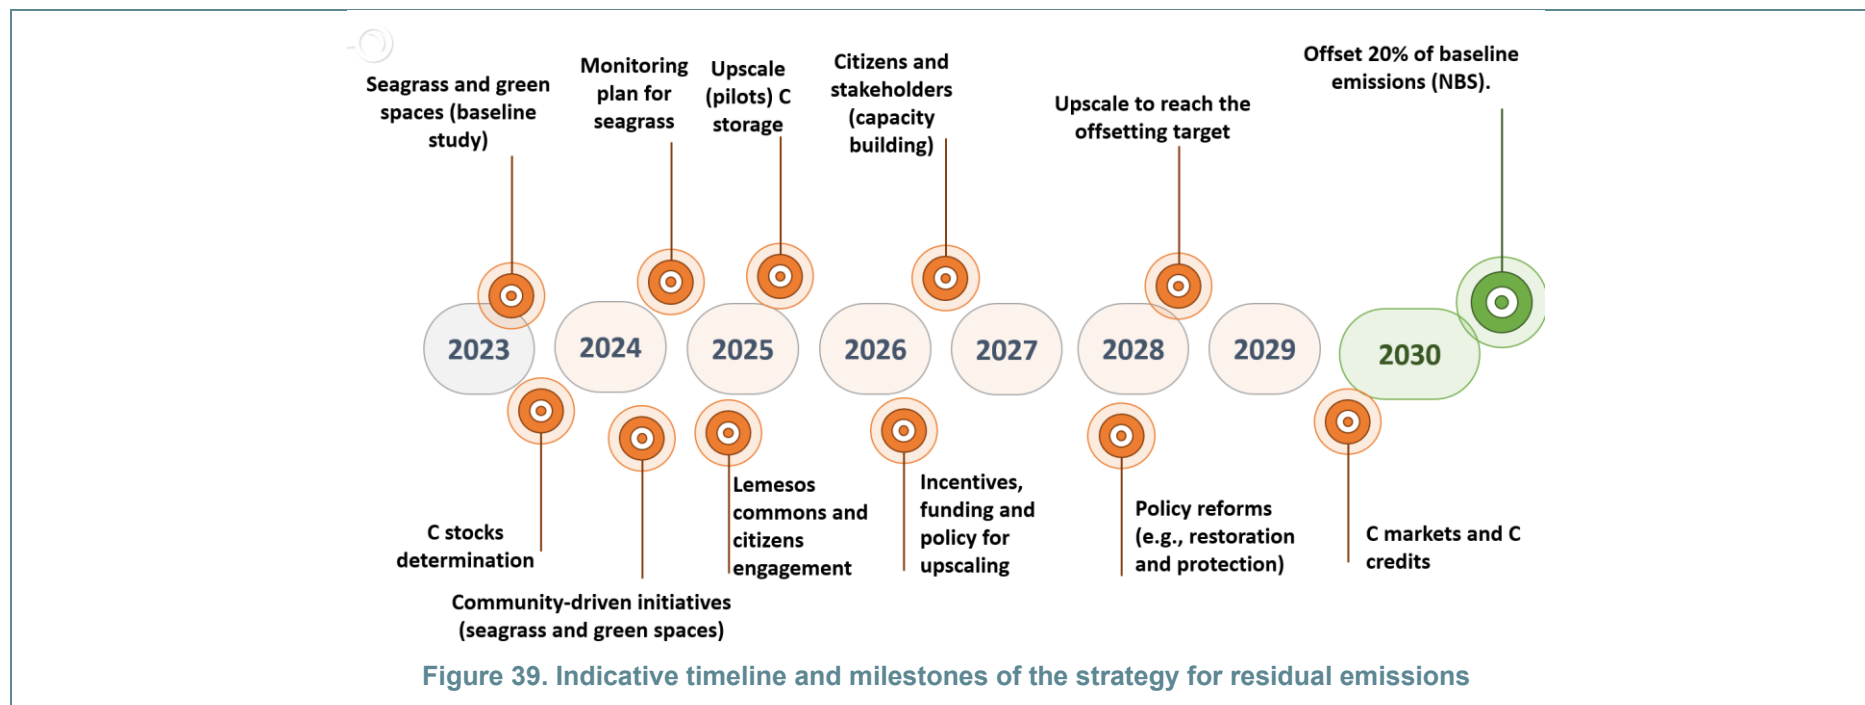 Seagrass and green
spaces (baseline
study)
Monitoring
plan for
seagrass
Upscale
(pilots) C
storage
Citizens and
stakeholders
(capacity
building)
Upscale to reach the
offsetting target
Offset 20% of baseline
emissions (NBS).
2023
2024
2025
2026
2027
2028
2029
2030
C stocks
determination
Community-driven initiatives
(seagrass and green spaces)
Lemesos
commons and
citizens
engagement
Incentives,
funding and
policy for
upscaling
Policy reforms
(e.g., restoration
and protection)
C markets and C
credits
Figure 39. Indicative timeline and milestones of the strategy for residual emissions